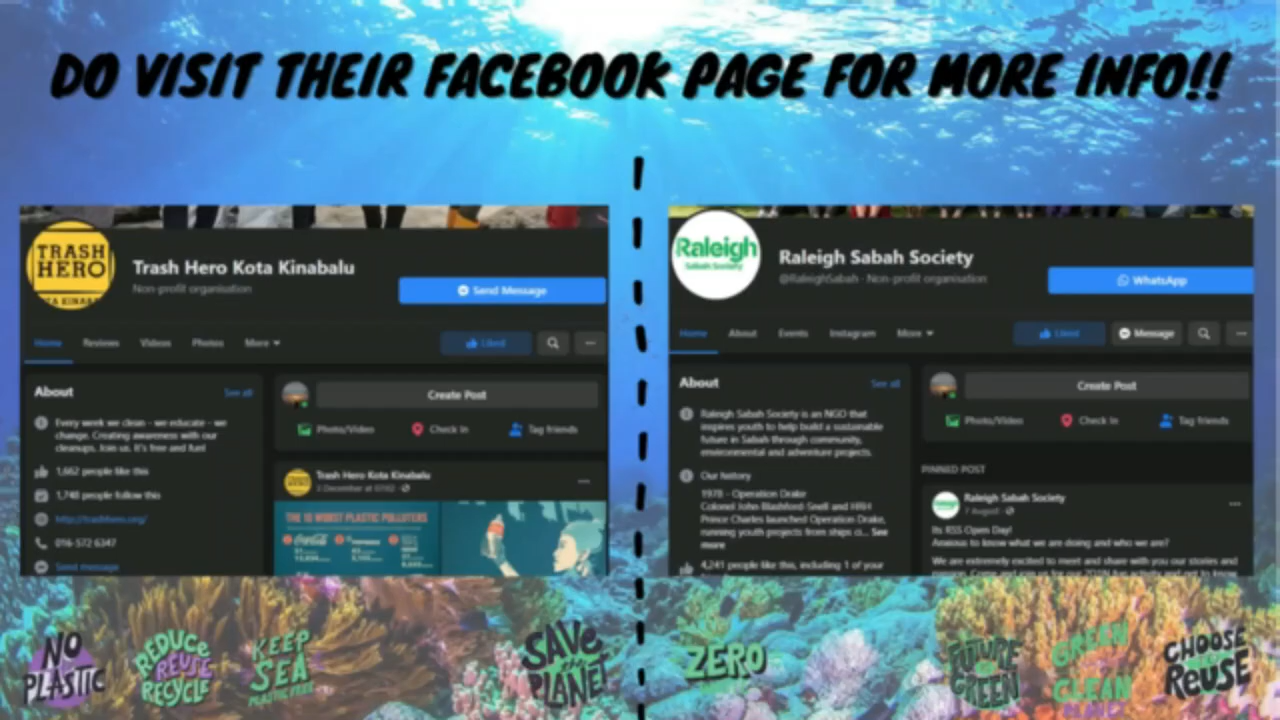 DO VISIT THEIR FACEBOOK PAGE FOR MORE INFO!!
TRASH
HERO
Trash Hero Kota Kinabalu
Non-profit organisation
Send Message
Home Reviews Videos Photos More
Liked
About
See all
Every week we clean - we educate - we
change. Creating awareness with our
cleanups. Join us. It's free and fun!
1,662 people like this
1,748 people follow this
http://trashhero.org/
016-572 6347
Send message
Create Post
Photo/Video Check In Tag friends
Trash Hero Kota Kinabalu
3 December at
THE 10 WORST PLASTIC POLLUTERS
Coca-Cola
Raleigh
Sabah Society
Raleigh Sabah Society
@RaleighSabah · Non-profit organisation
WhatsApp
Home About Events Instagram More
Liked
Message
About
See all
Raleigh Sabah Society is an NGO that
inspires youth to help build a sustainable
future in Sabah through community,
environmental and adventure projects.
Our history
1978 - Operation Drake
Colonel John Blashford-Snell and HRH
Prince Charles launched Operation Drake,
running youth projects from ships ci... See
more
4,241 people like this, including 1 of your
Create Post
Photo/Video Check In Tag friends
PINNED POST
Raleigh Sabah Society
7 August
Its RSS Open Day!
Anxious to know what we are doing and who we are?
We are extremely excited to meet and share with you our stories and
NO
PLASTIC
REDUCE
REUSE
RECYCLE
KEEP
SEA
PLASTIC FREE
SAVE
THE
PLANET
ZERO
FUTURE
IS
GREEN
GREEN
CLEAN
PLANET
CHOOSE
TO
REUSE